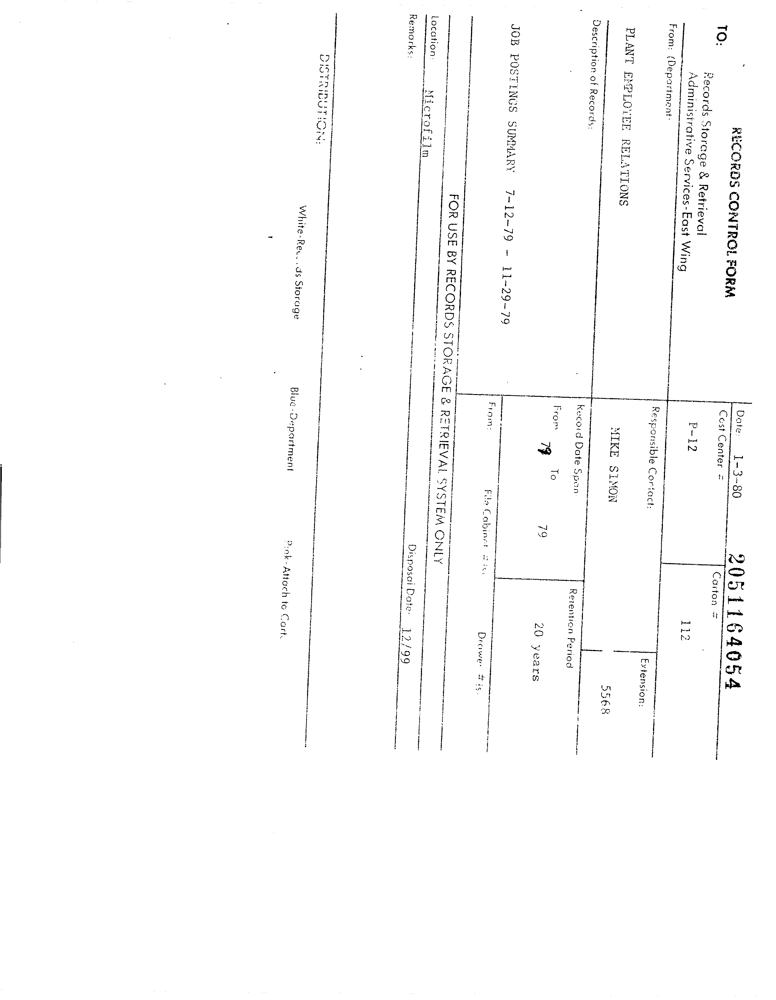 RECORDS CONTROL FORM
Date: 1-3-80
2051164054
TO:
Records Storage & Retrieval
Administrative Services-East Wing
Cost Center #
P-12
Carton #
112
From: (Department:
PLANT EMPLOYEE RELATIONS
Responsible Contact:
MIKE SIMON
Extension:
5568
Description of Records:
JOB POSTINGS SUMMARY 7-12-79 - 11-29-79
Record Date Span
From 79 To 79
Retention Period
20 years
From: File Cabinet # is: Drawer # is:
FOR USE BY RECORDS STORAGE & RETRIEVAL SYSTEM ONLY
Location: Microfilm
Disposal Date: 12/99
Remarks:
DISTRIBUTION:
White-Records Storage Blue-Department Pink-Attach to Cart.